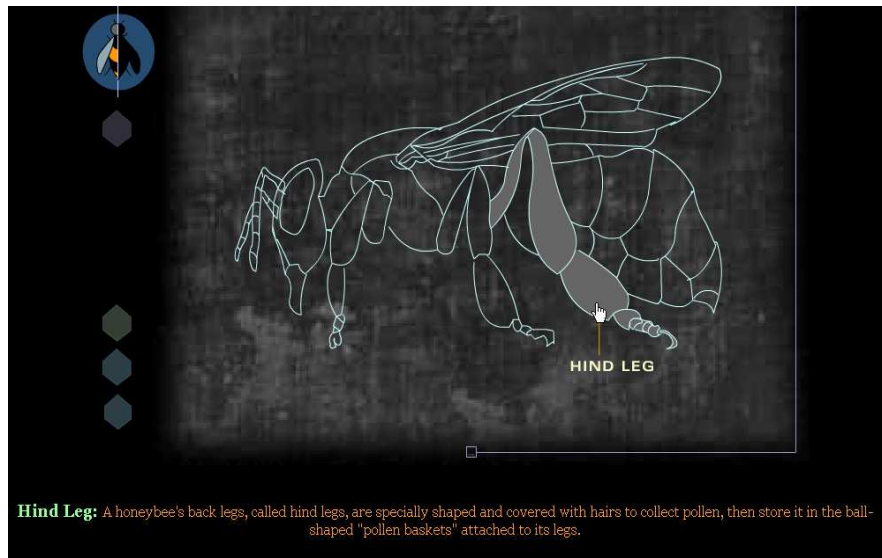 HIND LEG
Hind Leg: A honeybee's back legs, called hind legs, are specially shaped and covered with hairs to collect pollen, then store it in the ball-
shaped "pollen baskets" attached to its legs.